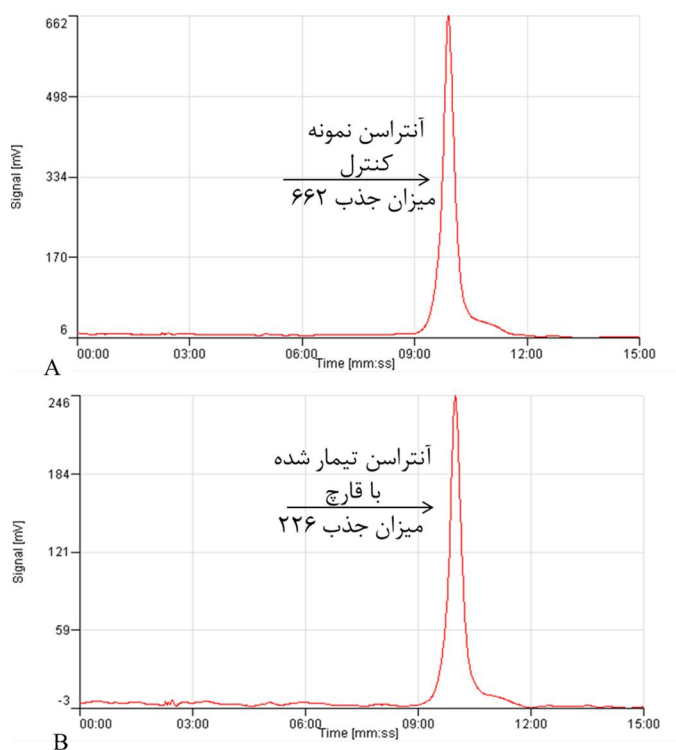 662
498
334
170
6
Signal [mV]
آنتراسن نمونه
کنترل
میزان جذب ۶۶۲
00:00 03:00 06:00 09:00 12:00 15:00
Time [mm:ss]
A
246
184
121
59
-3
Signal [mV]
آنتراسن تیمار شده
با قارچ
میزان جذب ۲۲۶
00:00 03:00 06:00 09:00 12:00 15:00
Time [mm:ss]
B